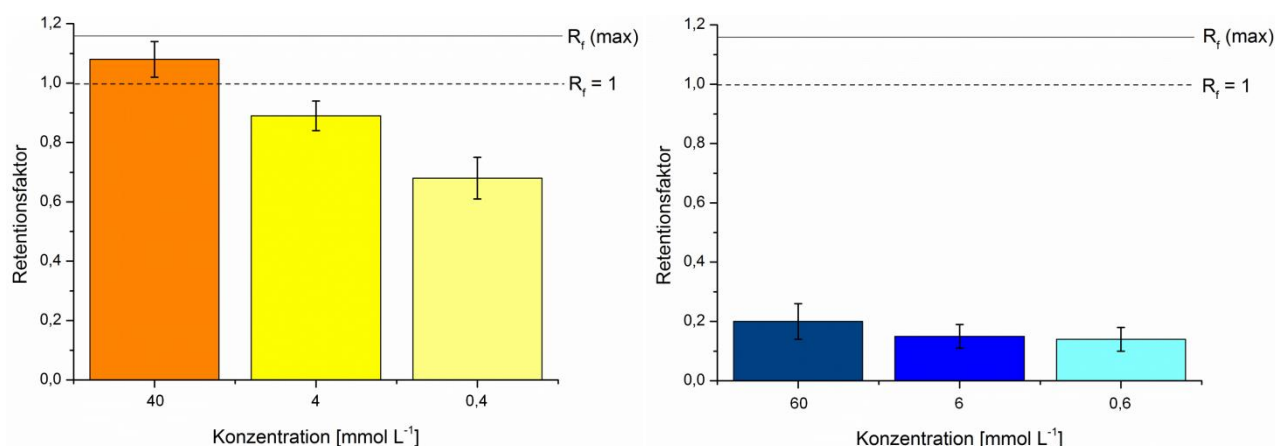 1,2
R_f (max)
1,0
R_f = 1
0,8
0,6
0,4
0,2
0,0
Retentionsfaktor
40
4
0,4
Konzentration [mmol L⁻¹]
1,2
R_f (max)
1,0
R_f = 1
0,8
0,6
0,4
0,2
0,0
Retentionsfaktor
60
6
0,6
Konzentration [mmol L⁻¹]